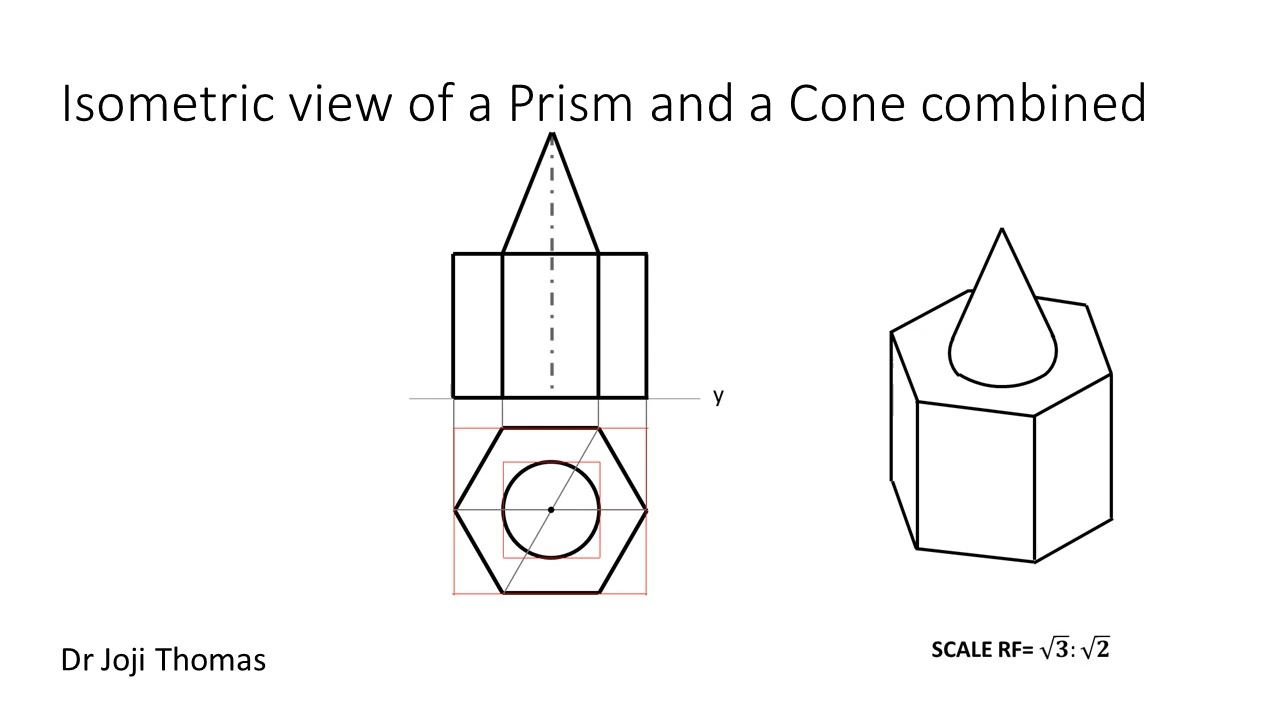 Isometric view of a Prism and a Cone combined
y
Dr Joji Thomas
SCALE RF= √3:√2